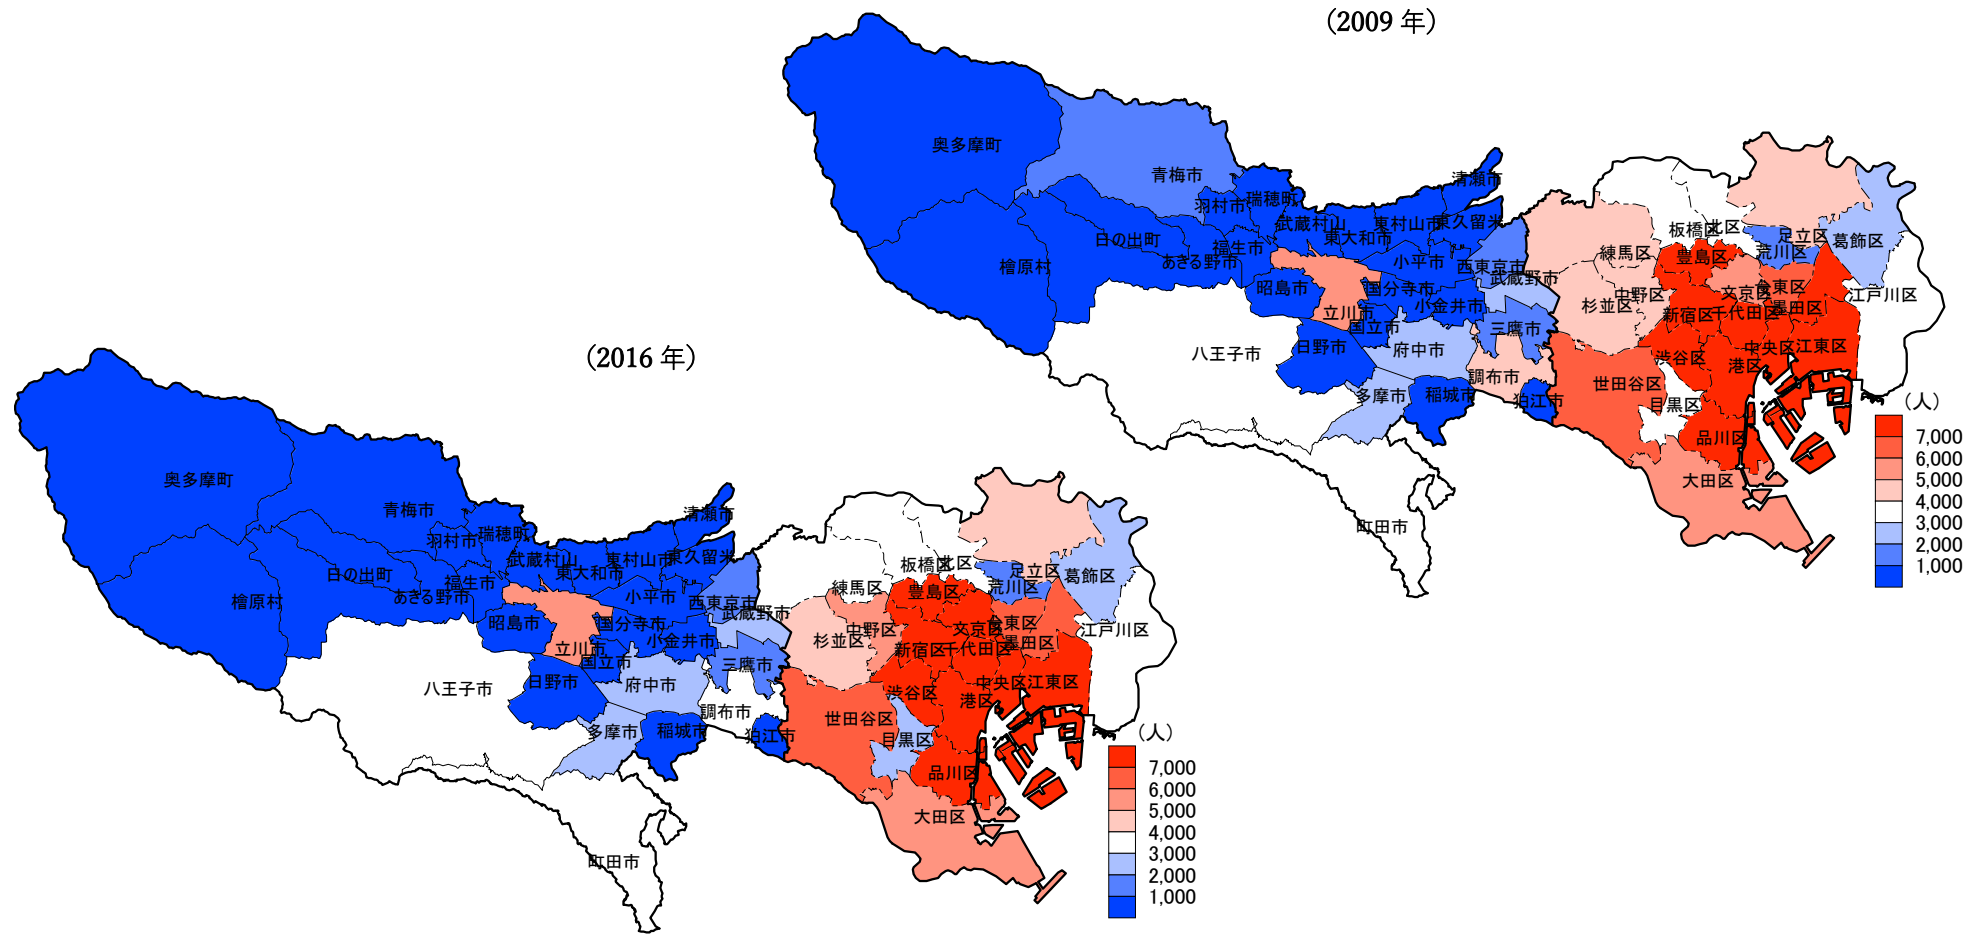 （2009 年）
奥多摩町
青梅市
清瀬市
羽村市
瑞穂町
武蔵村山
東村山市
東久留米
東大和市
日の出町
福生市
あきる野市
小平市
西東京市
武蔵野市
檜原村
昭島市
国分寺市
小金井市
立川市
国立市
三鷹市
日野市
府中市
八王子市
調布市
多摩市
稲城市
狛江市
町田市
板橋区
北区
足立区
葛飾区
荒川区
練馬区
豊島区
中野区
杉並区
文京区
台東区
墨田区
江戸川区
新宿区
千代田区
渋谷区
中央区
江東区
港区
世田谷区
目黒区
品川区
大田区
（人）
7,000
6,000
5,000
4,000
3,000
2,000
1,000
（2016 年）
奥多摩町
青梅市
清瀬市
羽村市
瑞穂町
武蔵村山
東村山市
東久留米
東大和市
日の出町
福生市
あきる野市
小平市
西東京市
武蔵野市
檜原村
昭島市
国分寺市
小金井市
立川市
国立市
三鷹市
日野市
府中市
八王子市
調布市
多摩市
稲城市
狛江市
町田市
板橋区
北区
足立区
葛飾区
荒川区
練馬区
豊島区
中野区
杉並区
文京区
台東区
墨田区
江戸川区
新宿区
千代田区
渋谷区
中央区
江東区
港区
世田谷区
目黒区
品川区
大田区
（人）
7,000
6,000
5,000
4,000
3,000
2,000
1,000